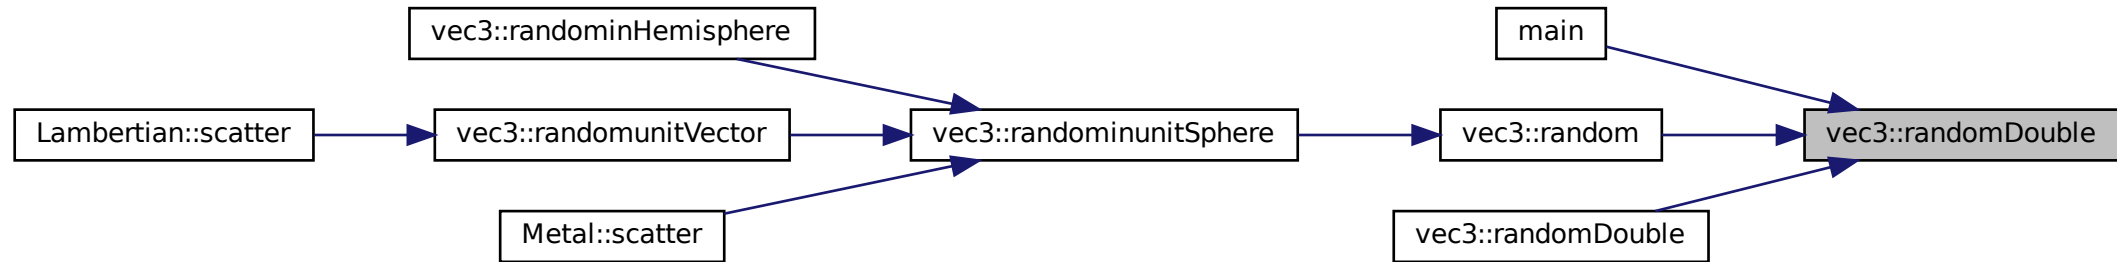 vec3::randominHemisphere
main
Lambertian::scatter
vec3::randomunitVector
vec3::randominunitSphere
vec3::random
vec3::randomDouble
Metal::scatter
vec3::randomDouble